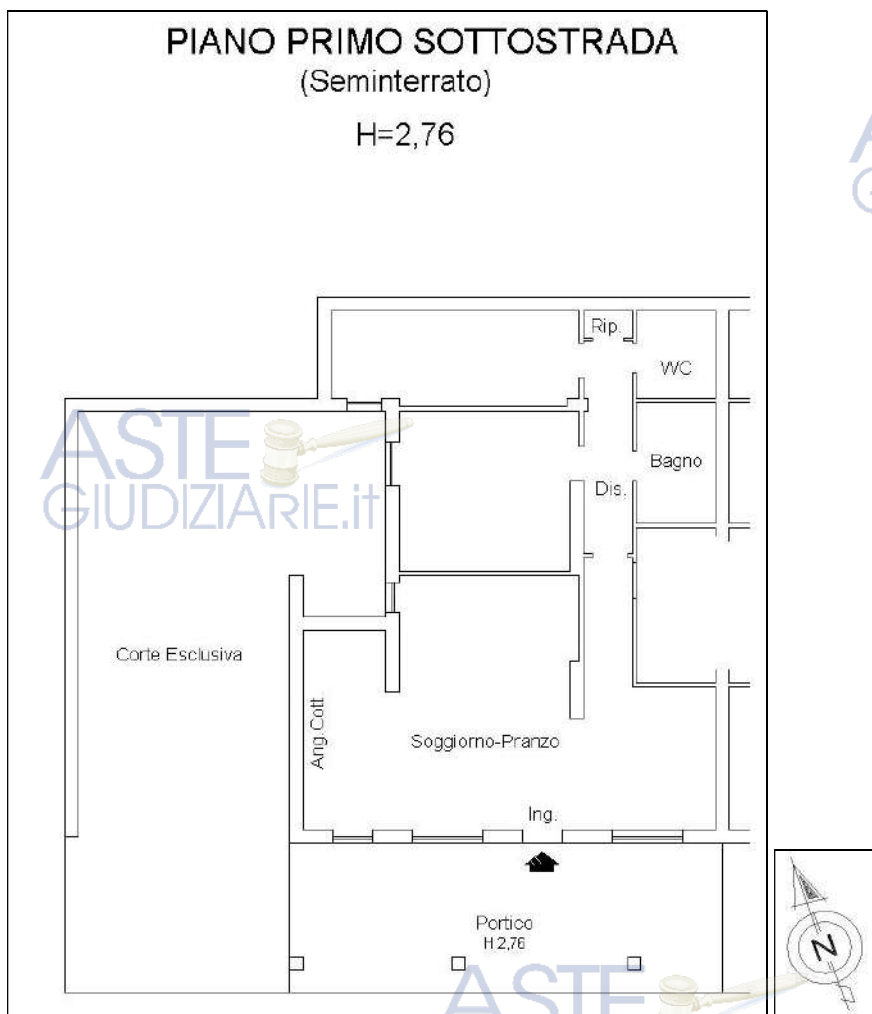 PIANO PRIMO SOTTOSTRADA
(Seminterrato)
H=2,76
Rip.
WC
ASTE
GIUDIZIARIE.it
Bagno
Dis.
Corte Esclusiva
Ang.Cott.
Soggiorno-Pranzo
Ing.
Portico
H 2,76
N
ASTE